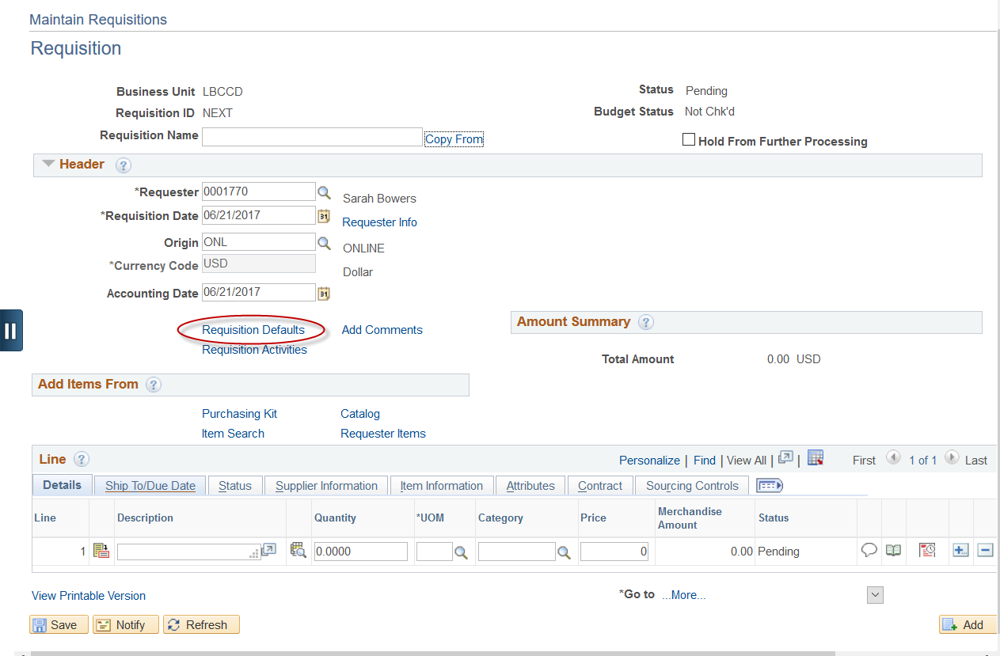 Maintain Requisitions
Requisition
Business Unit LBCCD
Status Pending
Requisition ID NEXT
Budget Status Not Chk'd
Requisition Name Copy From
Hold From Further Processing
Header ?
*Requester 0001770 Sarah Bowers
*Requisition Date 06/21/2017 31 Requester Info
Origin ONL ONLINE
*Currency Code USD Dollar
Accounting Date 06/21/2017 31
Requisition Defaults Add Comments
Requisition Activities
Amount Summary ?
Total Amount 0.00 USD
Add Items From ?
Purchasing Kit Catalog
Item Search Requester Items
Line ? Personalize | Find | View All | | First 1 of 1 Last
Details Ship To/Due Date Status Supplier Information Item Information Attributes Contract Sourcing Controls
Line Description Quantity *UOM Category Price Merchandise Amount Status
1 0.0000 0 0.00 Pending
View Printable Version *Go to ...More...
Save Notify Refresh Add